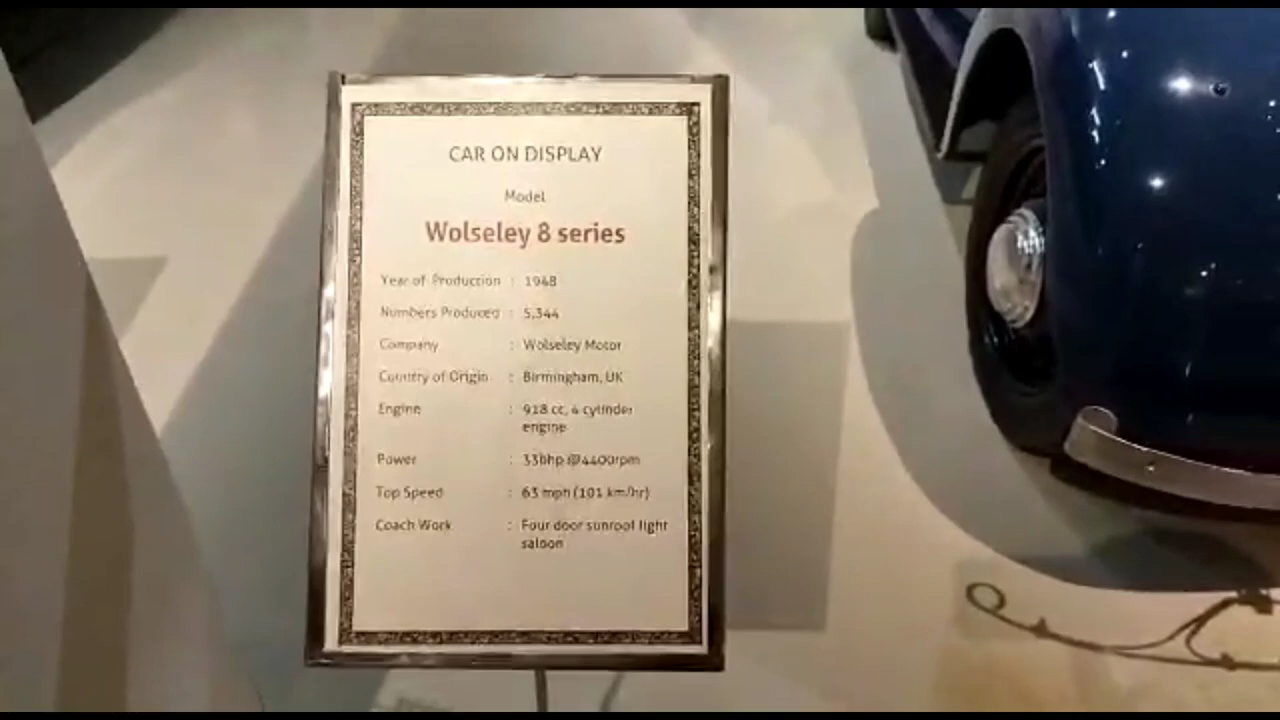 CAR ON DISPLAY
Model
Wolseley 8 series
Year of Production : 1948
Numbers Produced : 5,344
Company : Wolseley Motor
Country of Origin : Birmingham, UK
Engine : 918 cc, 4 cylinder
engine
Power : 33bhp @4400rpm
Top Speed : 63 mph (101 km/hr)
Coach Work : Four door sunroof light
saloon